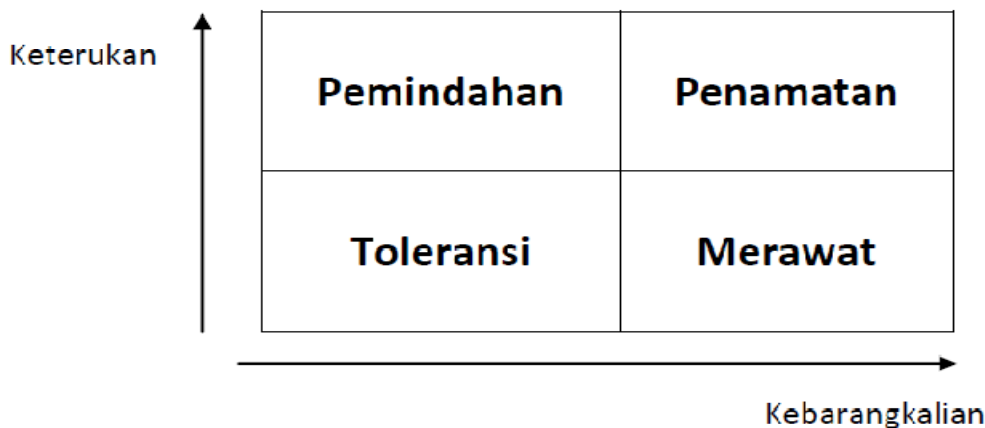 Keterukan
Pemindahan Penamatan
Toleransi Merawat
Kebarangkalian